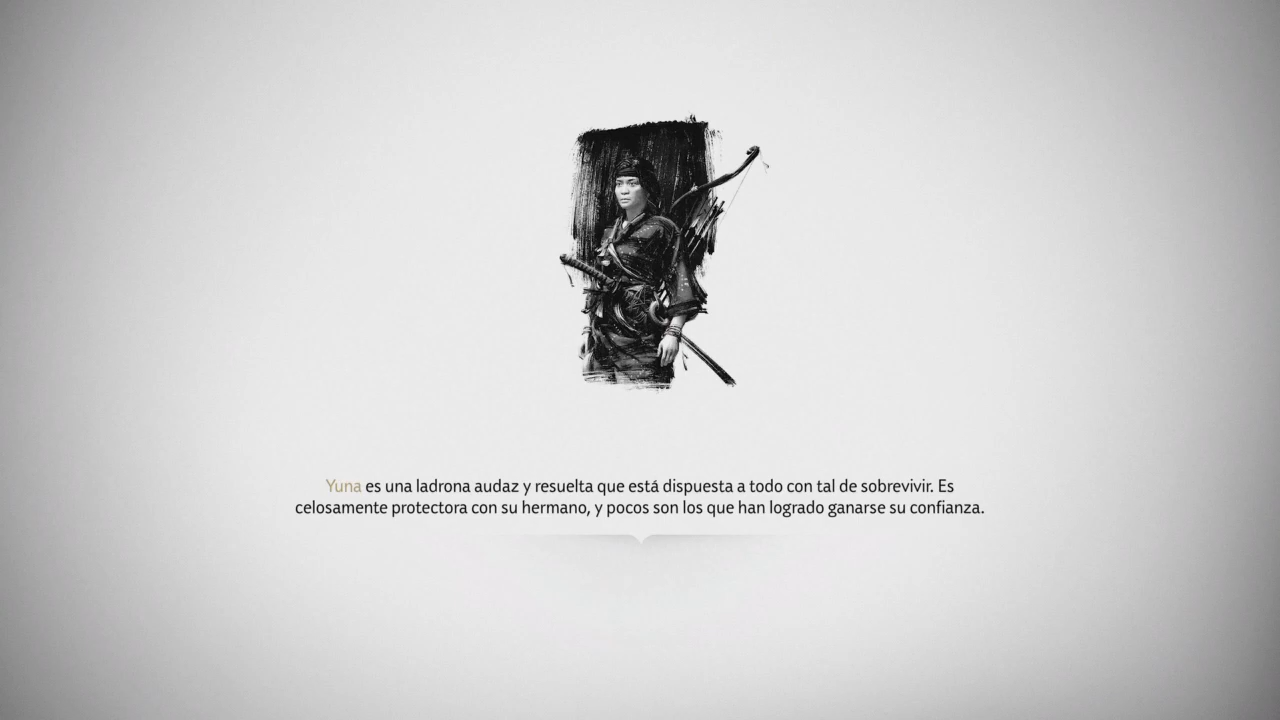 Yuna es una ladrona audaz y resuelta que está dispuesta a todo con tal de sobrevivir. Es
celosamente protectora con su hermano, y pocos son los que han logrado ganarse su confianza.